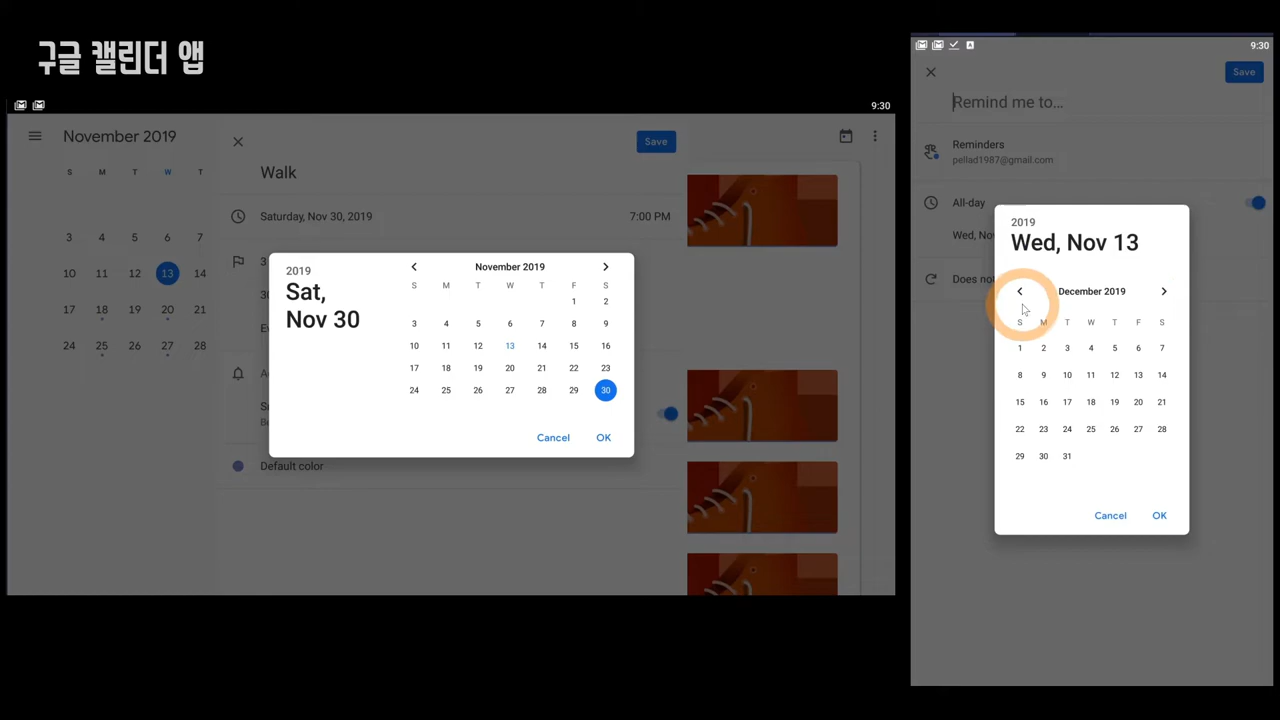 구글 캘린더 앱
9:30
November 2019
S M T W T
3 4 5 6 7
10 11 12 13 14
17 18 19 20 21
24 25 26 27 28
Save
Walk
Saturday, Nov 30, 2019 7:00 PM
3
30
Default color
2019
Sat,
Nov 30
November 2019
S M T W T F S
1 2
3 4 5 6 7 8 9
10 11 12 13 14 15 16
17 18 19 20 21 22 23
24 25 26 27 28 29 30
Cancel OK
9:30
Save
Remind me to...
Reminders
pellad1987@gmail.com
All-day
Wed, Nov
Does no
2019
Wed, Nov 13
December 2019
S M T W T F S
1 2 3 4 5 6 7
8 9 10 11 12 13 14
15 16 17 18 19 20 21
22 23 24 25 26 27 28
29 30 31
Cancel OK